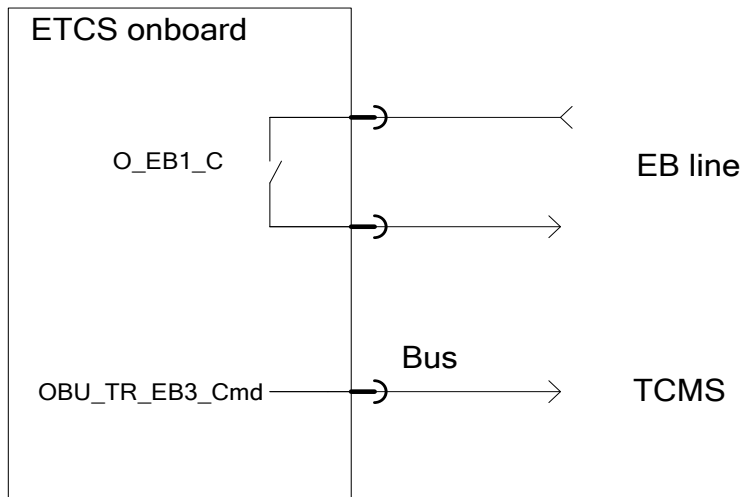 ETCS onboard
O_EB1_C
EB line
Bus
OBU_TR_EB3_Cmd
TCMS